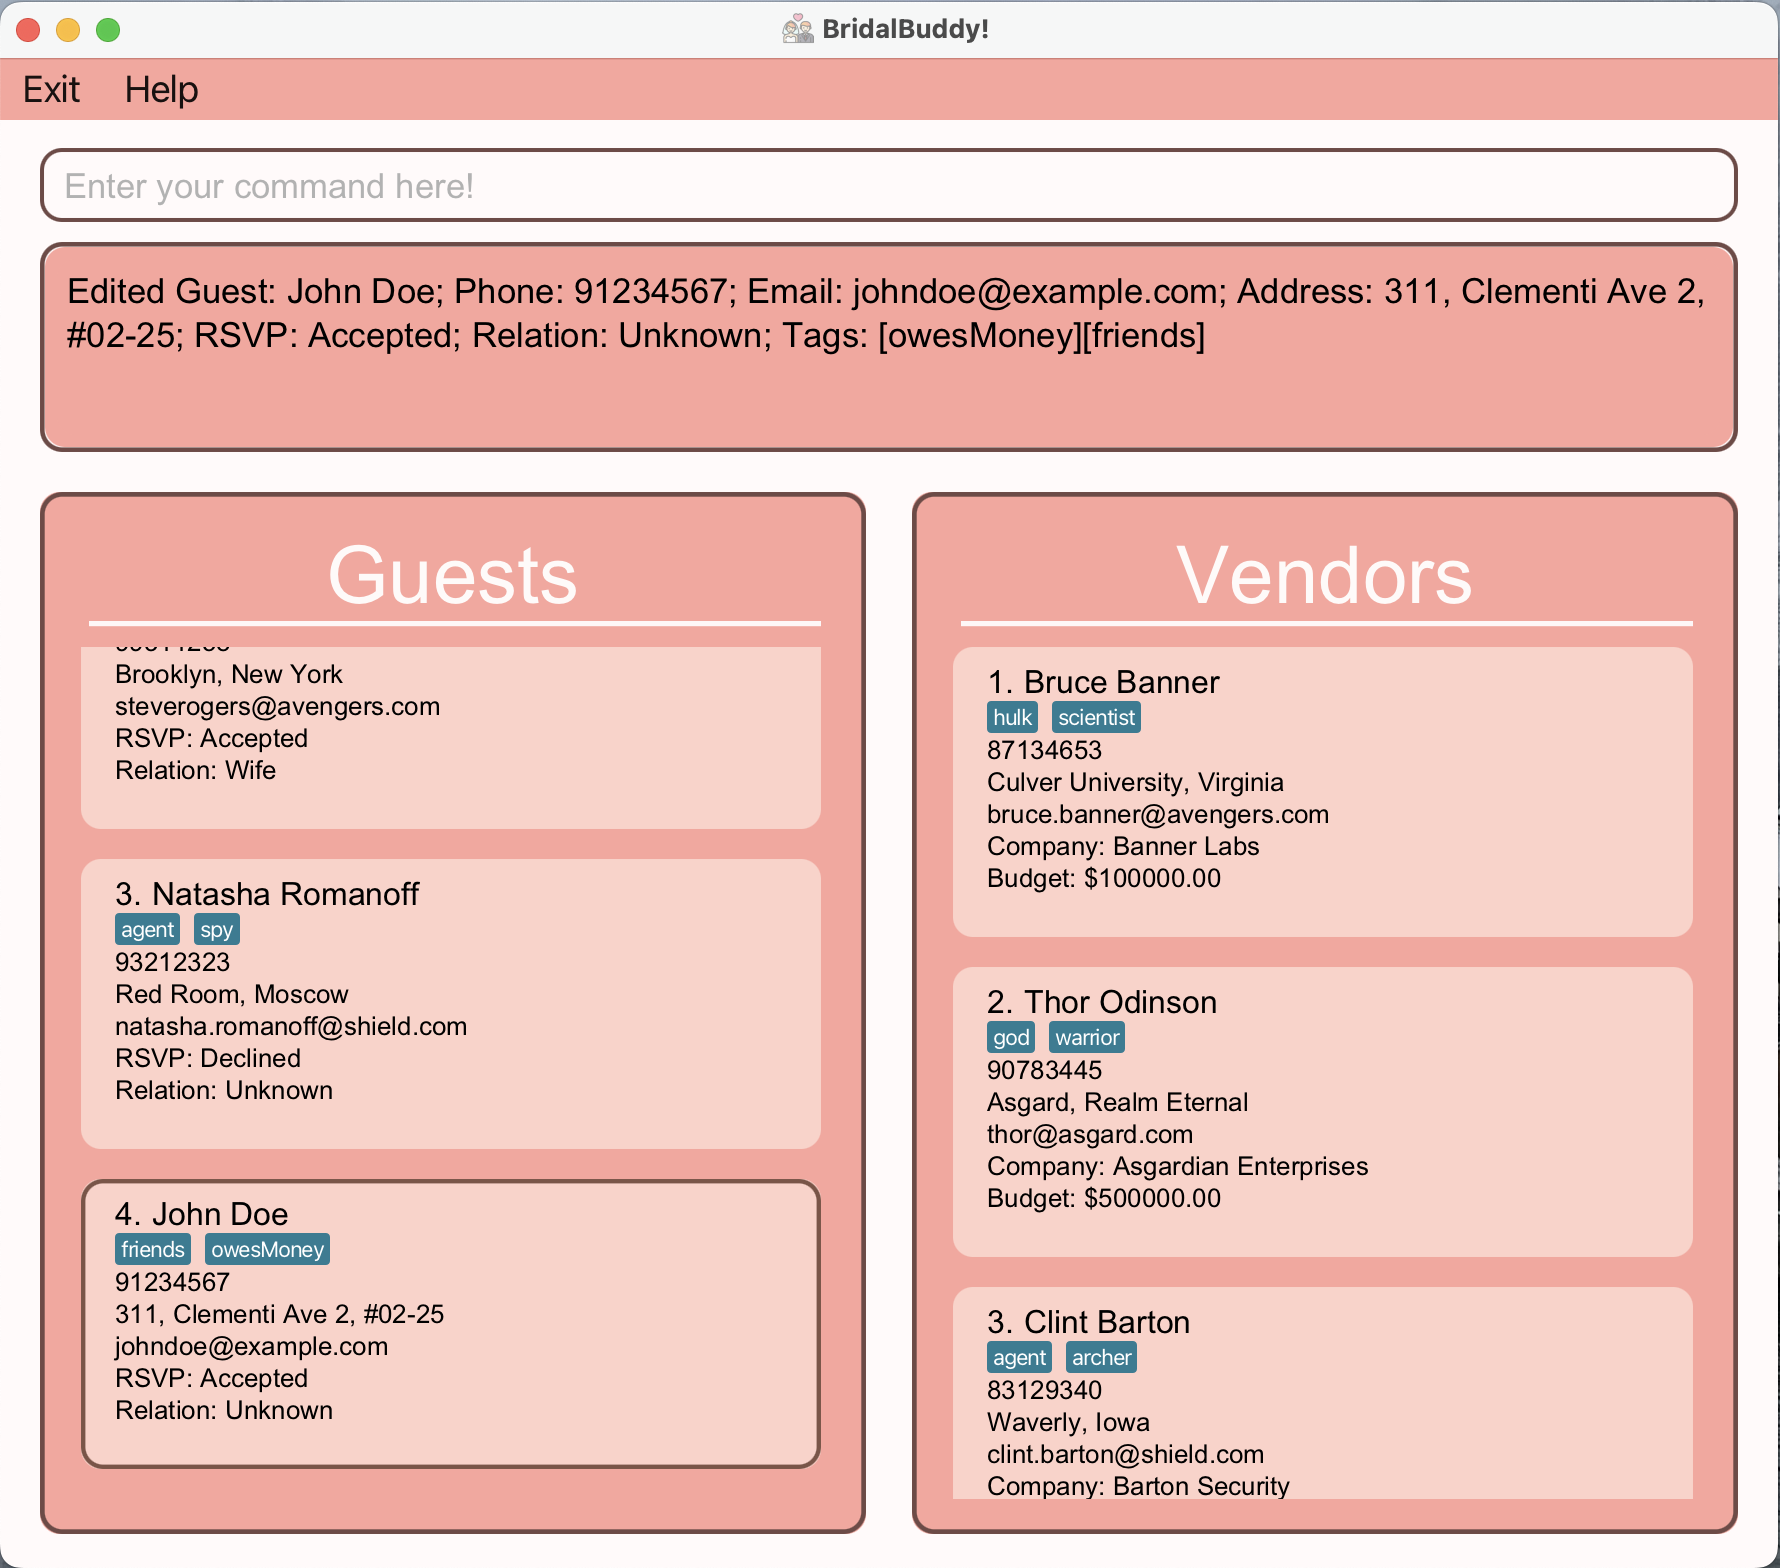 BridalBuddy!
Exit Help
Enter your command here!
Edited Guest: John Doe; Phone: 91234567; Email: johndoe@example.com; Address: 311, Clementi Ave 2,
#02-25; RSVP: Accepted; Relation: Unknown; Tags: [owesMoney][friends]
Guests
Brooklyn, New York
steverogers@avengers.com
RSVP: Accepted
Relation: Wife
3. Natasha Romanoff
agent spy
93212323
Red Room, Moscow
natasha.romanoff@shield.com
RSVP: Declined
Relation: Unknown
4. John Doe
friends owesMoney
91234567
311, Clementi Ave 2, #02-25
johndoe@example.com
RSVP: Accepted
Relation: Unknown
Vendors
1. Bruce Banner
hulk scientist
87134653
Culver University, Virginia
bruce.banner@avengers.com
Company: Banner Labs
Budget: $100000.00
2. Thor Odinson
god warrior
90783445
Asgard, Realm Eternal
thor@asgard.com
Company: Asgardian Enterprises
Budget: $500000.00
3. Clint Barton
agent archer
83129340
Waverly, Iowa
clint.barton@shield.com
Company: Barton Security